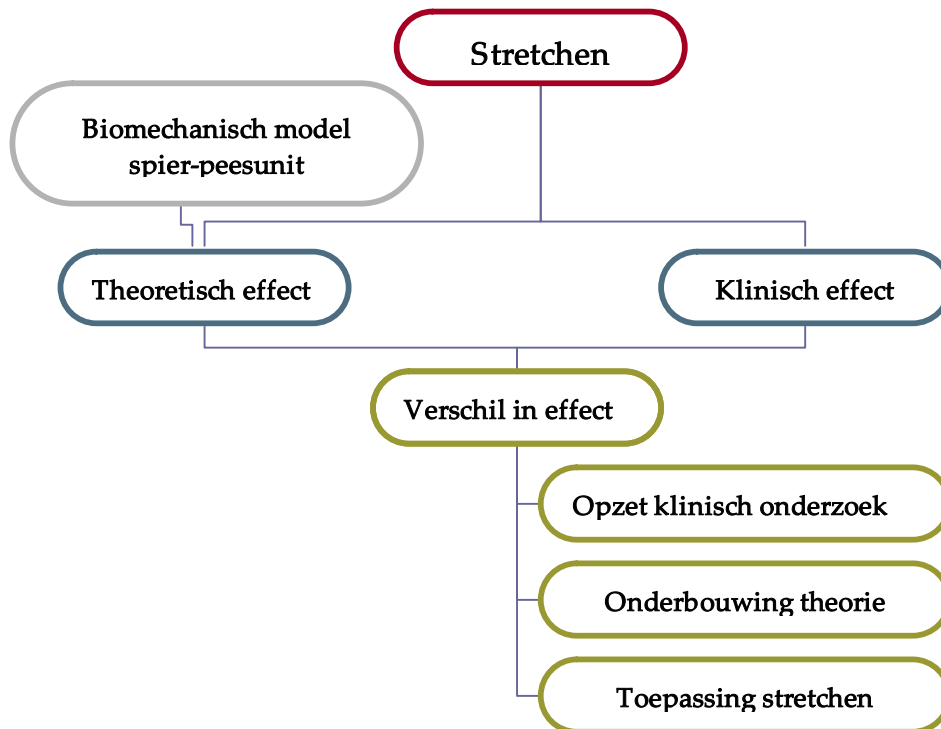 Stretchen
Biomechanisch model
spier-peesunit
Theoretisch effect
Klinisch effect
Verschil in effect
Opzet klinisch onderzoek
Onderbouwing theorie
Toepassing stretchen